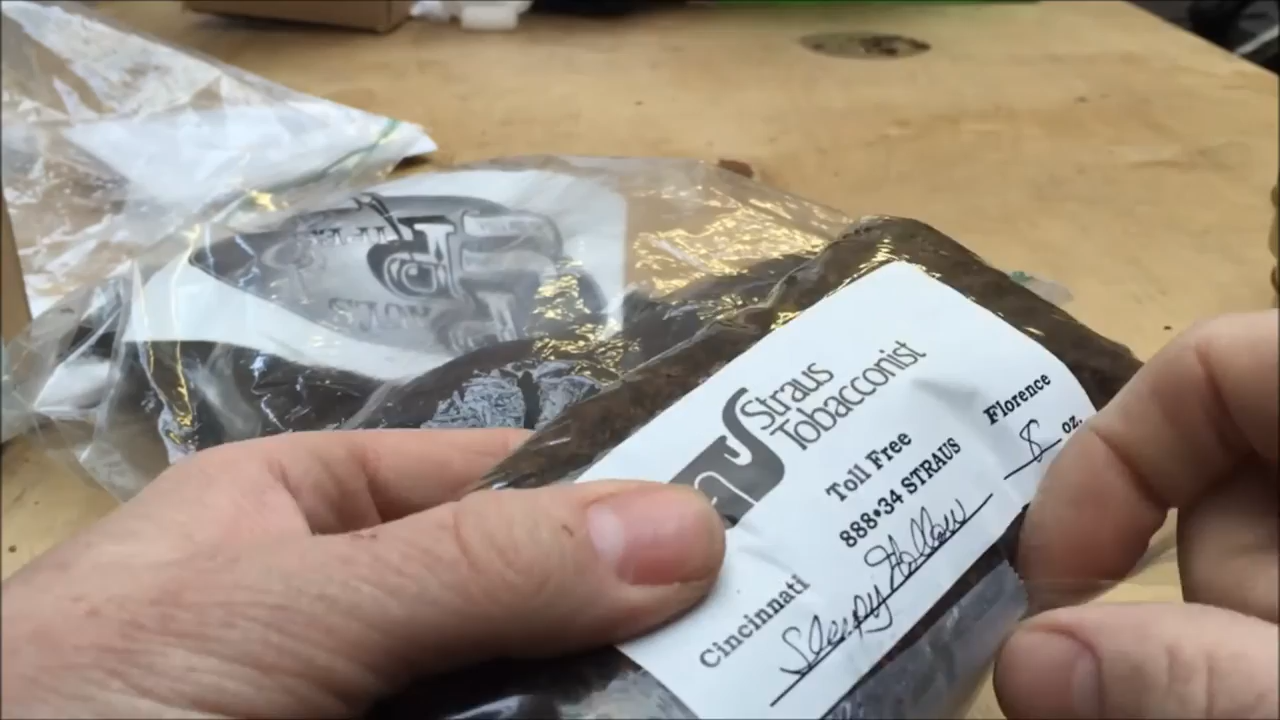 Straus
Tobacconist
Toll Free
888•34 STRAUS
Cincinnati
Florence
Sleepy Hollow
8 oz.